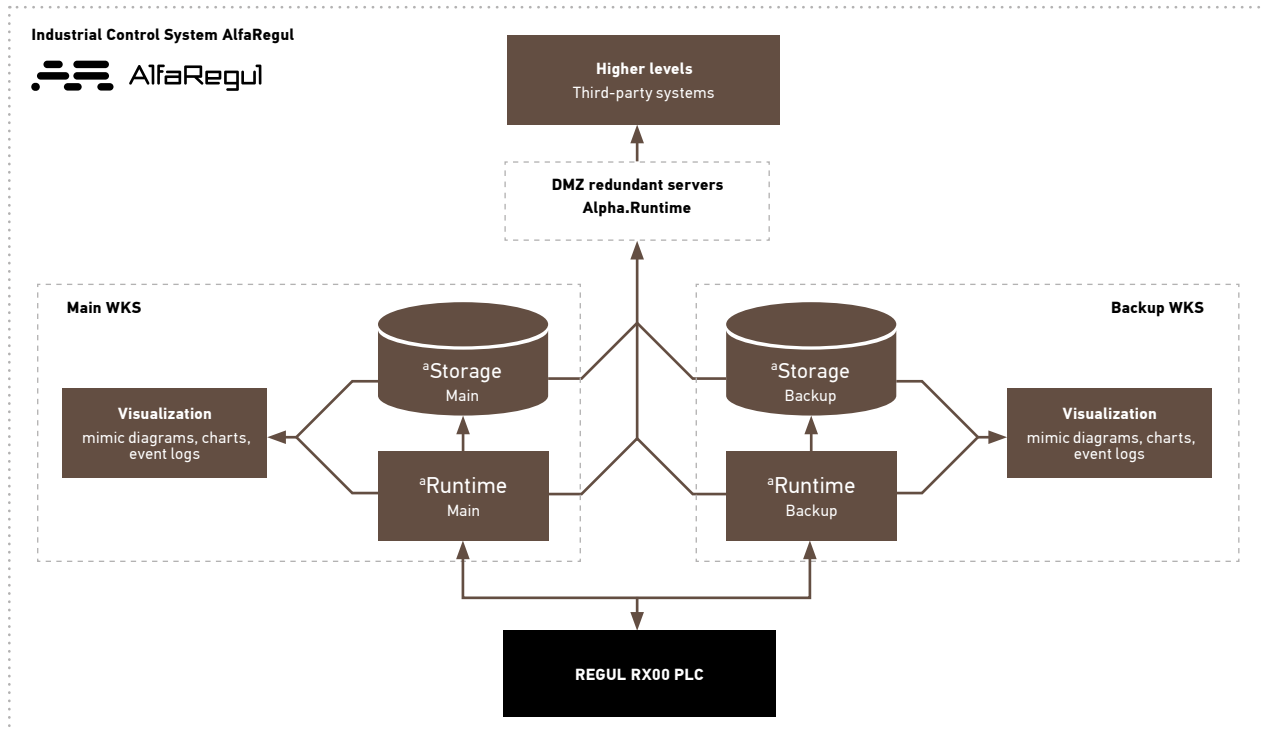 Industrial Control System AlfaRegul
AlfaRegul
Higher levels
Third-party systems
DMZ redundant servers
Alpha.Runtime
Main WKS
Backup WKS
ªStorage
Main
ªStorage
Backup
Visualization
mimic diagrams, charts,
event logs
Visualization
mimic diagrams, charts,
event logs
ªRuntime
Main
ªRuntime
Backup
REGUL RX00 PLC